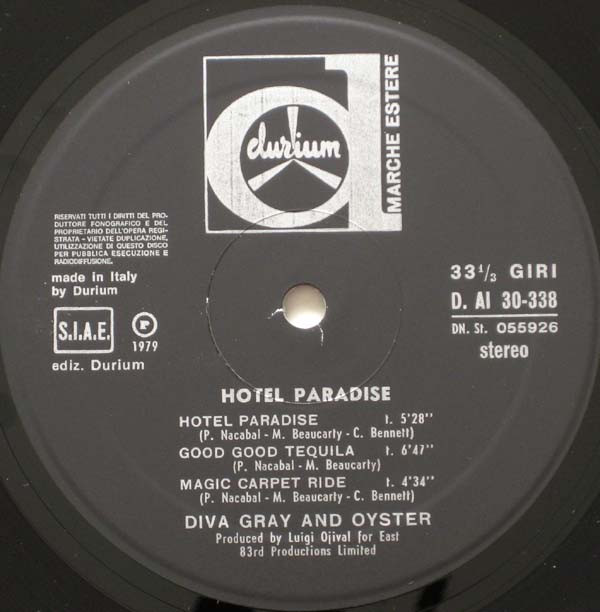 durium
MARCHE ESTERE
RISERVATI TUTTI I DIRITTI DEL PRO-
DUTTORE FONOGRAFICO E DEL
PROPRIETARIO DELL'OPERA REGI-
STRATA - VIETATE DUPLICAZIONE,
UTILIZZAZIONE DI QUESTO DISCO
PER PUBBLICA ESECUZIONE E
RADIODIFFUSIONE.
made in Italy
by Durium
S.I.A.E.
P
1979
ediz. Durium
33 1/3 GIRI
D. AI 30-338
DN. St. 055926
stereo
HOTEL PARADISE
HOTEL PARADISE t. 5'28''
(P. Nacabal - M. Beaucarty - C. Bennett)
GOOD GOOD TEQUILA t. 6'47''
(P. Nacabal - M. Beaucarty)
MAGIC CARPET RIDE t. 4'34''
(P. Nacabal - M. Beaucarty - C. Bennett)
DIVA GRAY AND OYSTER
Produced by Luigi Ojival for East
83rd Productions Limited